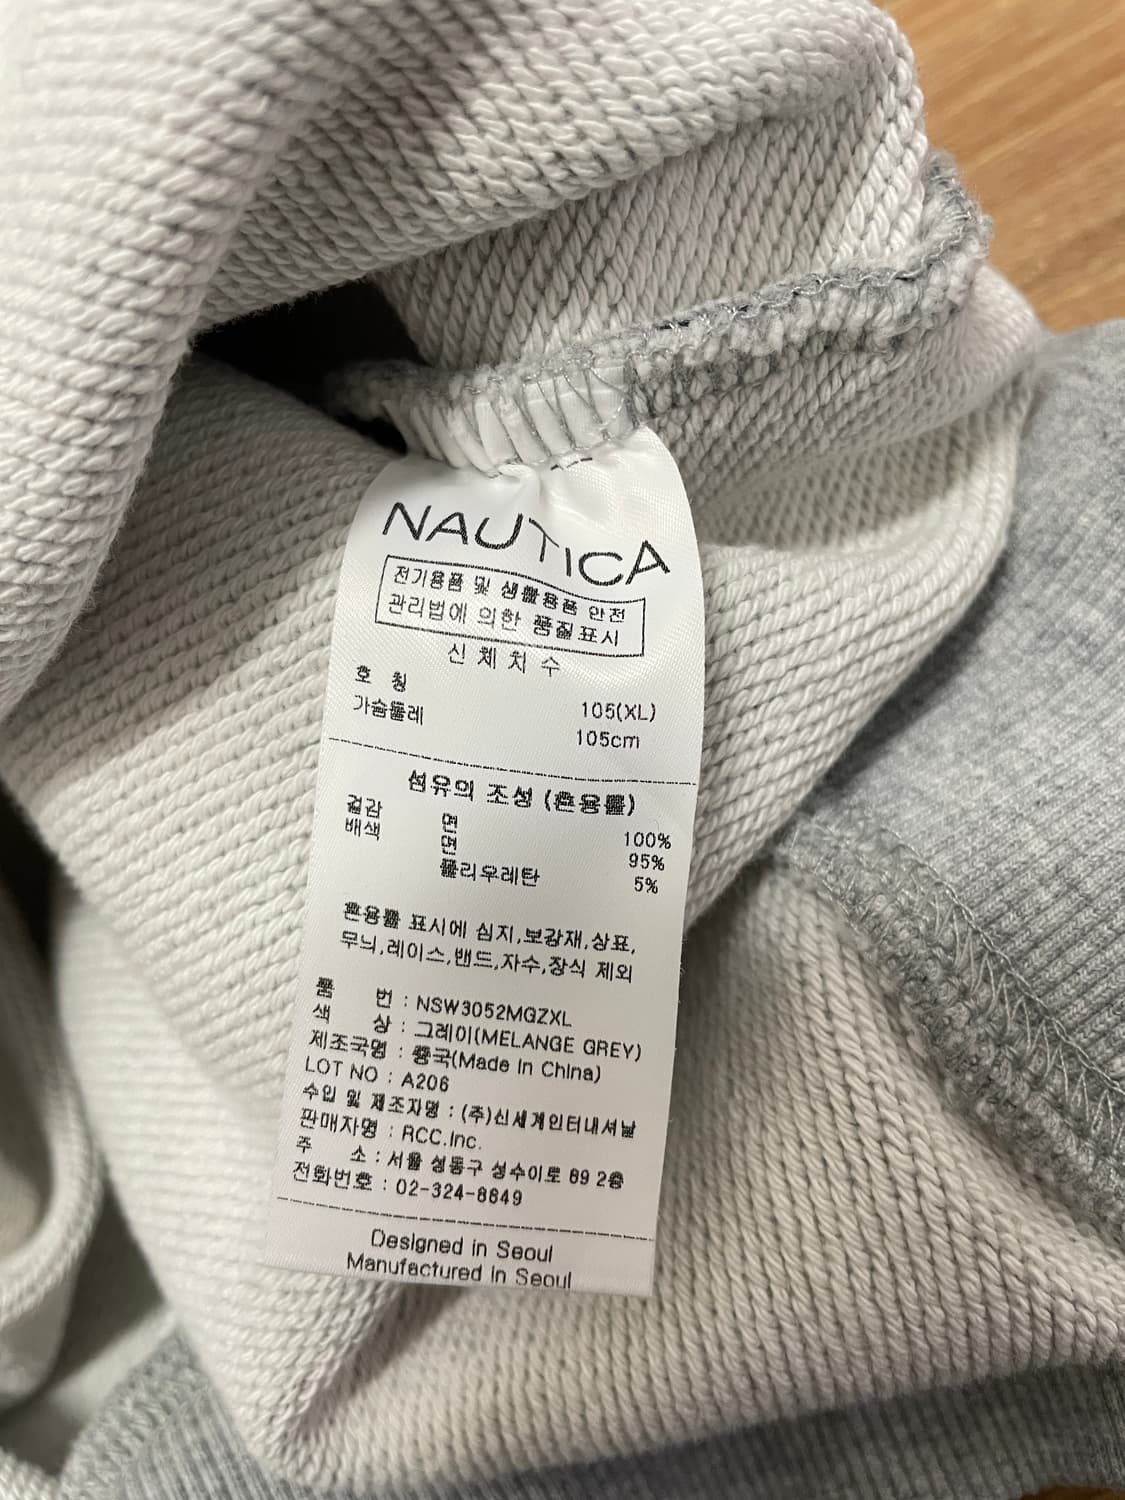 NAUTICA
전기용품 및 생활용품 안전
관리법에 의한 품질표시
신체치수
호 칭 105(XL)
가슴둘레 105cm
섬유의 조성 (혼용률)
겉감 면 100%
배색 면 95%
폴리우레탄 5%
혼용률 표시에 심지,보강재,상표,
무늬,레이스,밴드,자수,장식 제외
품 번 : NSW3052MGZXL
색 상 : 그레이(MELANGE GREY)
제조국명 : 중국(Made In China)
LOT NO : A206
수입 및 제조자명 : (주)신세계인터내셔날
판매자명 : RCC.Inc.
주 소 : 서울 성동구 성수이로 89 2층
전화번호 : 02-324-8849
Designed in Seoul
Manufactured In Seoul